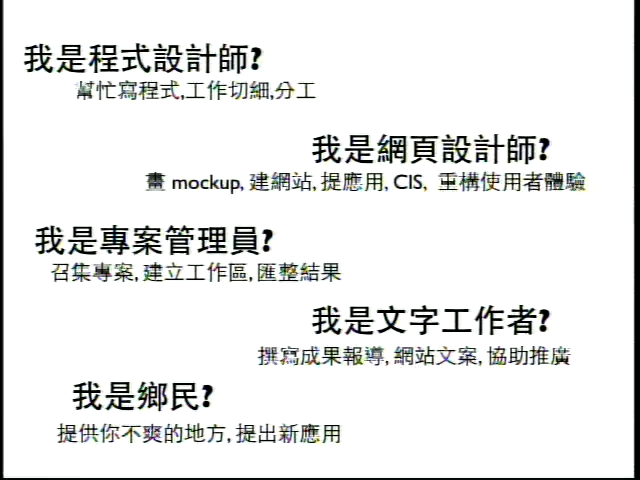 我是程式設計師?
幫忙寫程式,工作切細,分工
我是網頁設計師?
畫 mockup, 建網站, 提應用, CIS, 重構使用者體驗
我是專案管理員?
召集專案, 建立工作區, 匯整結果
我是文字工作者?
撰寫成果報導, 網站文案, 協助推廣
我是鄉民?
提供你不爽的地方, 提出新應用